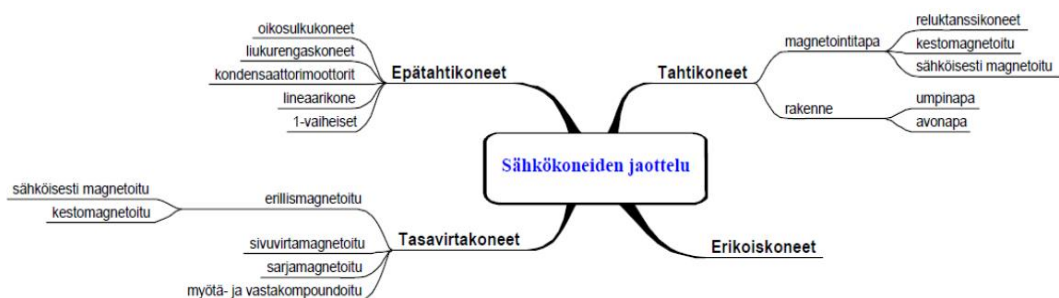 Sähkökoneiden jaottelu
Epätahtikoneet
oikosulkukoneet
liukurengaskoneet
kondensaattorimoottorit
lineaarikone
1-vaiheiset
Tahtikoneet
magnetointitapa
reluktanssikoneet
kestomagnetoitu
sähköisesti magnetoitu
rakenne
umpinapa
avonapa
Tasavirtakoneet
erillismagnetoitu
sähköisesti magnetoitu
kestomagnetoitu
sivuvirtamagnetoitu
sarjamagnetoitu
myötä- ja vastakompoundoitu
Erikoiskoneet